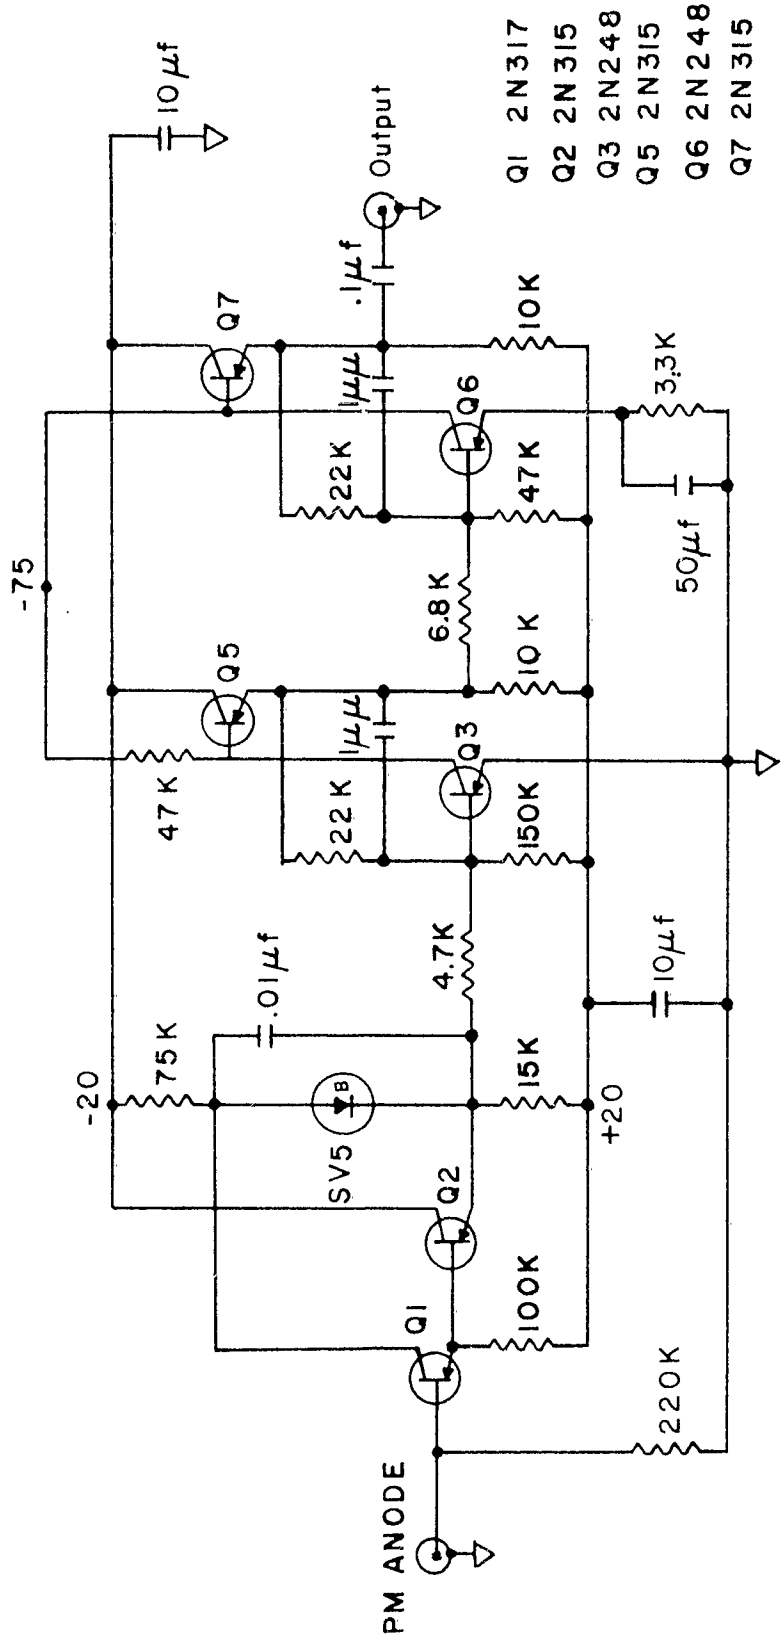 -75
-20
10μf
75K
47K
Q5
Q7
.01μf
22K
1μμ
22K
1μμ
.1μf
Output
SV5
B
Q1
Q2
4.7K
Q3
6.8K
Q6
PM ANODE
100K
15K
150K
10K
47K
10K
+20
220K
10μf
50μf
3.3K
Q1 2N317
Q2 2N315
Q3 2N248
Q5 2N315
Q6 2N248
Q7 2N315